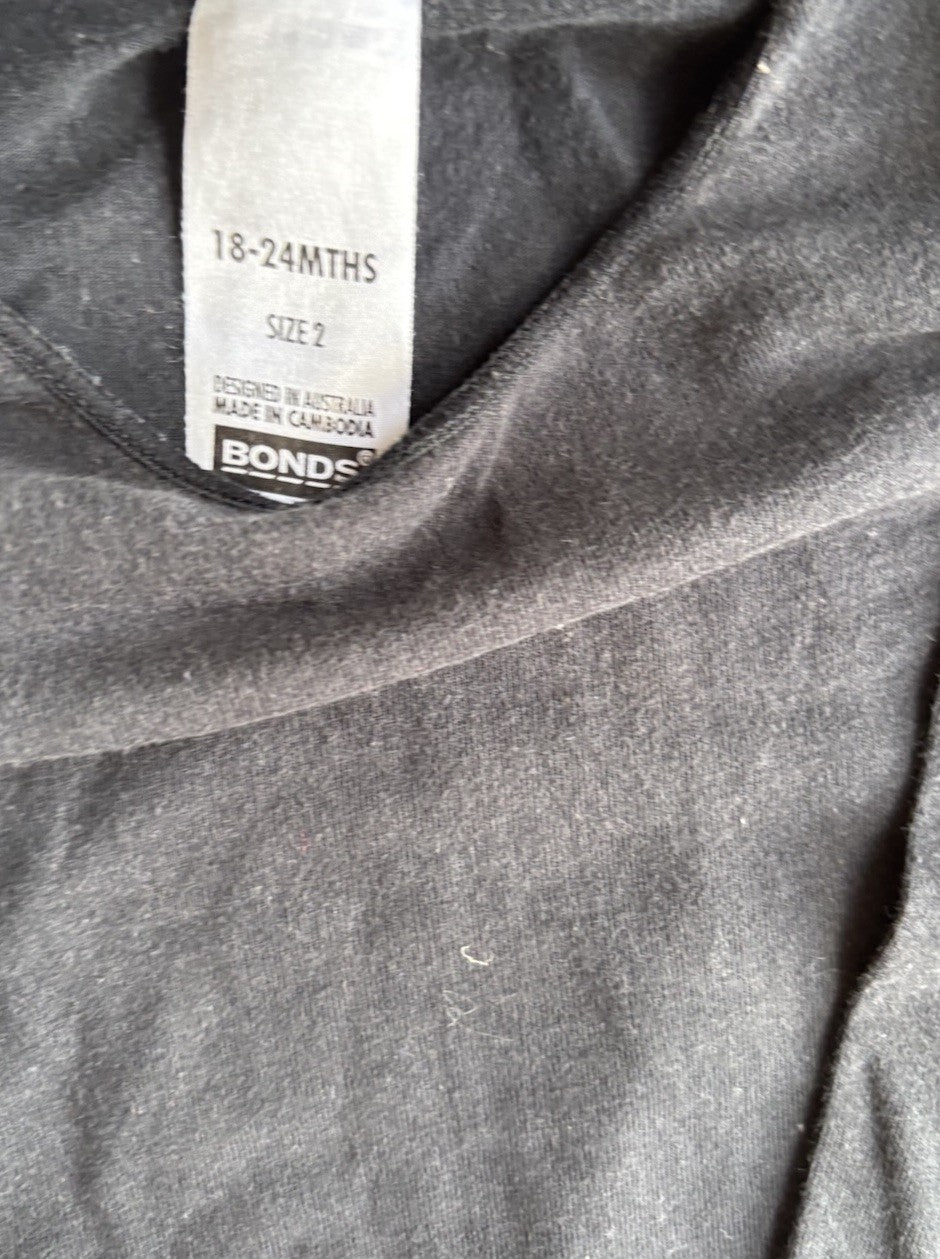 18-24MTHS
SIZE 2
DESIGNED IN AUSTRALIA
MADE IN CAMBODIA
BONDS®